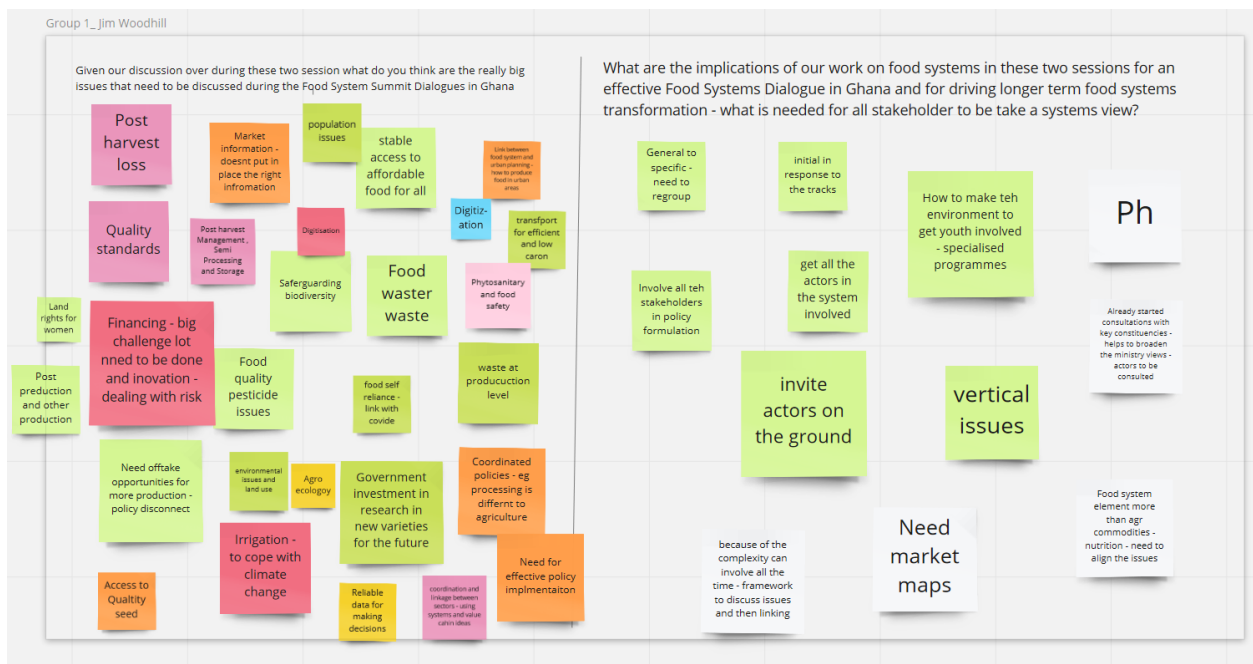 Group 1_ Jim Woodhill
Given our discussion over during these two session what do you think are the really big
issues that need to be discussed during the Food System Summit Dialogues in Ghana
Post
harvest
loss
Market
information -
doesnt put in
place the right
infromation
population
issues
stable
access to
affordable
food for all
Link between
food system and
urban planning -
how to produce
food in urban
areas
Quality
standards
Post harvest
Management ,
Semi
Processing
and Storage
Digitisation
Digitiz-
ation
transfport
for efficient
and low
caron
Saferguarding
biodiversity
Food
waster
waste
Phytosanitary
and food
safety
Land
rights for
women
Financing - big
challenge lot
nned to be done
and inovation -
dealing with risk
Food
quality
pesticide
issues
Post
preduction
and other
production
food self
reliance -
link with
covide
waste at
producuction
level
Need offtake
opportunities for
more production -
policy disconnect
environmental
issues and
land use
Agro
ecologoy
Government
investment in
research in
new varieties
for the future
Coordinated
policies - eg
processing is
differnt to
agriculture
Irrigation -
to cope with
climate
change
Need for
effective policy
implmentaiton
Access to
Qualtity
seed
Reliable
data for
making
decisions
coordination and
linkage between
sectors - using
systems and value
cahin ideas
What are the implications of our work on food systems in these two sessions for an
effective Food Systems Dialogue in Ghana and for driving longer term food systems
transformation - what is needed for all stakeholder to be take a systems view?
General to
specific -
need to
regroup
initial in
response to
the tracks
How to make teh
environment to
get youth involved
- specialised
programmes
Ph
Involve all teh
stakeholders
in policy
formulation
get all the
actors in
the system
involved
Already started
consultations with
key constituencies -
helps to broaden
the ministry views -
actors to be
consulted
invite
actors on
the ground
vertical
issues
because of the
complexity can
involve all the
time - framework
to discuss issues
and then linking
Need
market
maps
Food system
element more
than agr
commodities -
nutrition - need to
align the issues